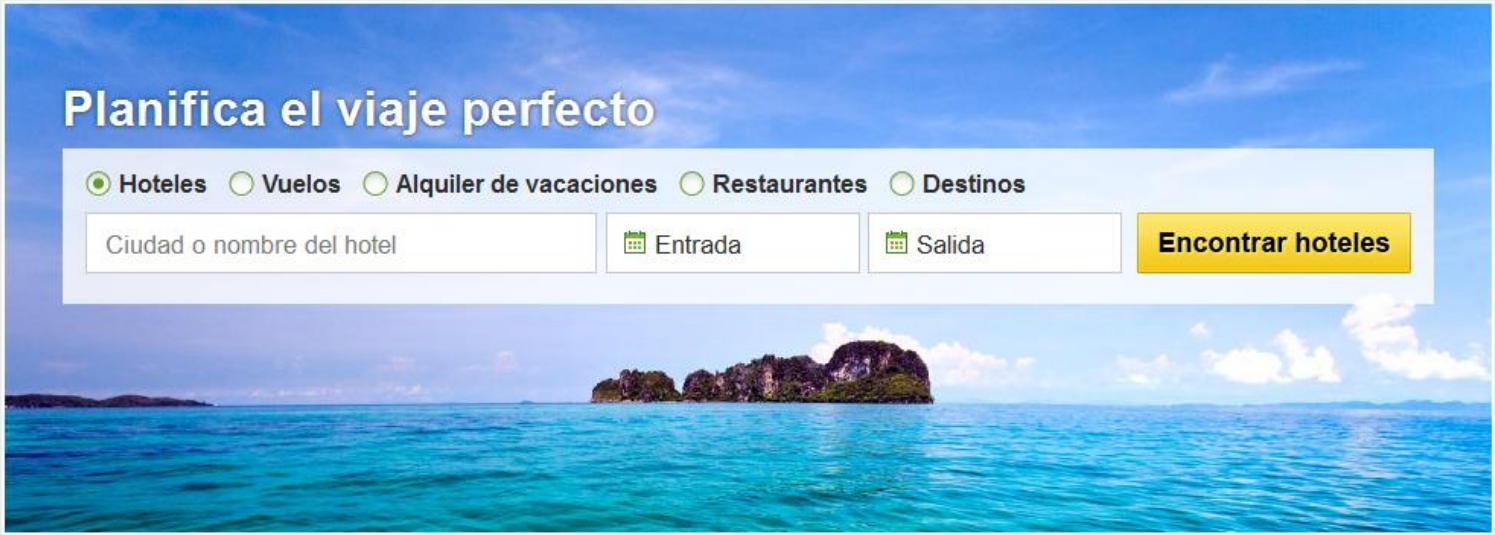 Planifica el viaje perfecto
Hoteles Vuelos Alquiler de vacaciones Restaurantes Destinos
Ciudad o nombre del hotel Entrada Salida Encontrar hoteles